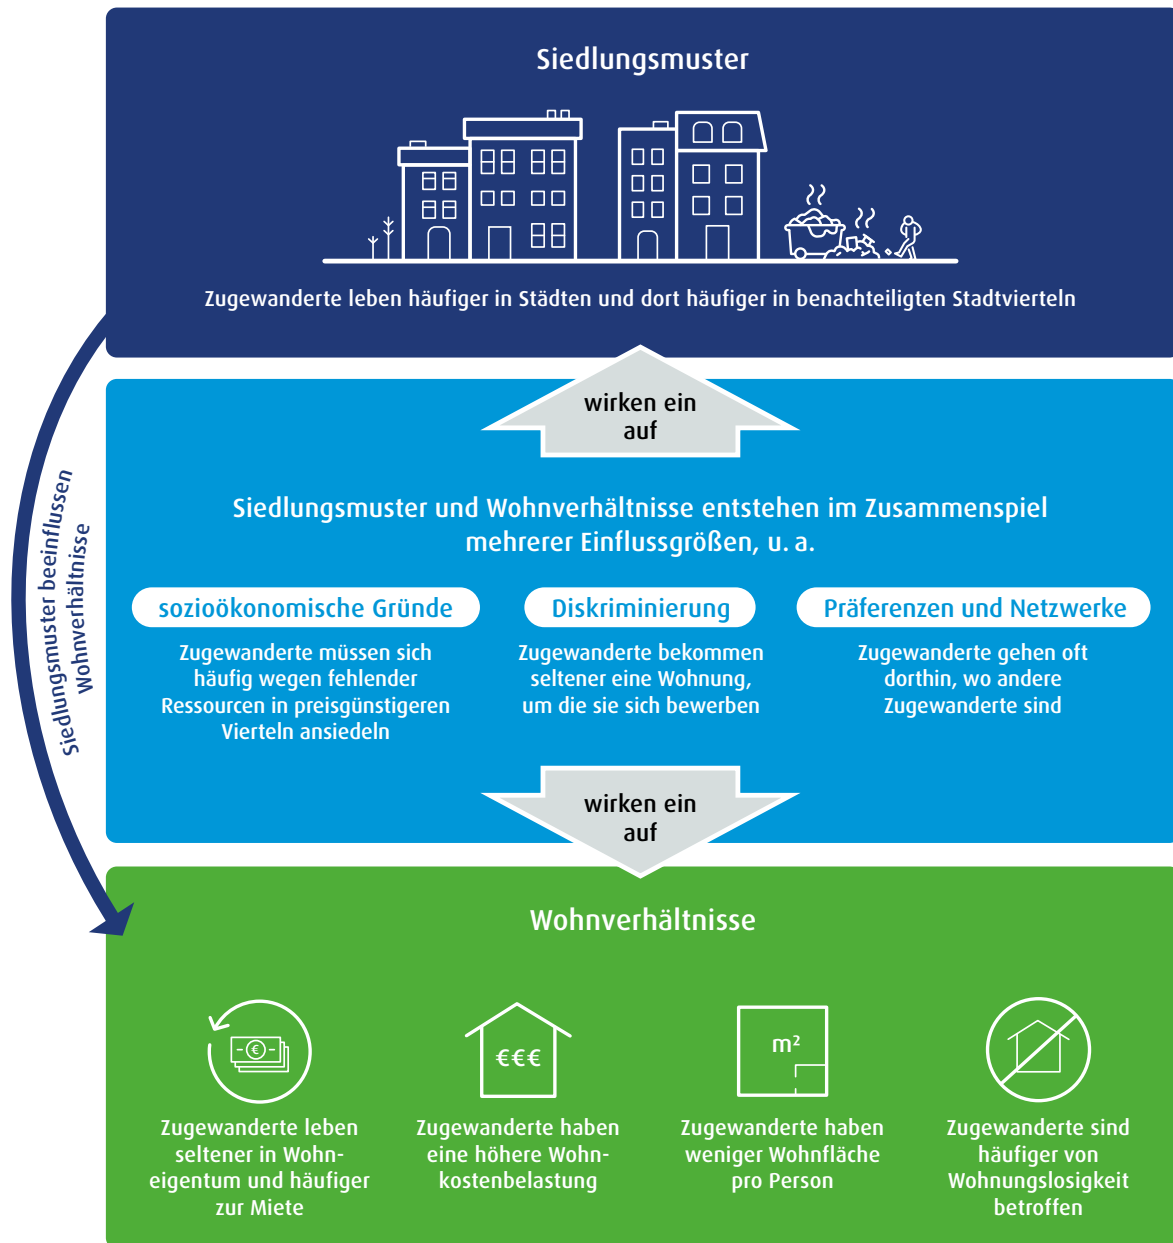 Siedlungsmuster
Zugewanderte leben häufiger in Städten und dort häufiger in benachteiligten Stadtvierteln
wirken ein
auf
Siedlungsmuster beeinflussen
Wohnverhältnisse
Siedlungsmuster und Wohnverhältnisse entstehen im Zusammenspiel
mehrerer Einflussgrößen, u. a.
sozioökonomische Gründe
Zugewanderte müssen sich
häufig wegen fehlender
Ressourcen in preisgünstigeren
Vierteln ansiedeln
Diskriminierung
Zugewanderte bekommen
seltener eine Wohnung,
um die sie sich bewerben
Präferenzen und Netzwerke
Zugewanderte gehen oft
dorthin, wo andere
Zugewanderte sind
wirken ein
auf
Wohnverhältnisse
-€-
Zugewanderte leben
seltener in Wohn-
eigentum und häufiger
zur Miete
€€€
Zugewanderte haben
eine höhere Wohn-
kostenbelastung
m²
Zugewanderte haben
weniger Wohnfläche
pro Person
Zugewanderte sind
häufiger von
Wohnungslosigkeit
betroffen